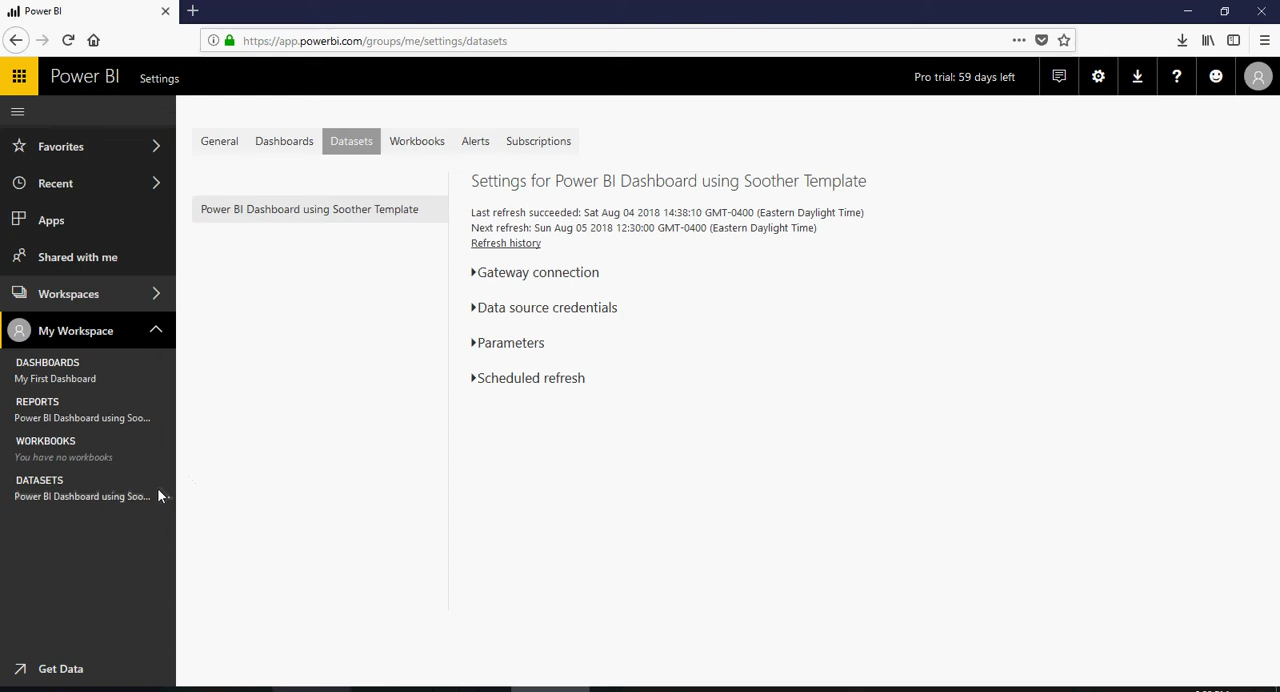 Power BI
https://app.powerbi.com/groups/me/settings/datasets
Power BI Settings
Pro trial: 59 days left
Favorites
Recent
Apps
Shared with me
Workspaces
My Workspace
DASHBOARDS
My First Dashboard
REPORTS
Power BI Dashboard using Soo...
WORKBOOKS
You have no workbooks
DATASETS
Power BI Dashboard using Soo...
Get Data
General Dashboards Datasets Workbooks Alerts Subscriptions
Power BI Dashboard using Soother Template
Settings for Power BI Dashboard using Soother Template
Last refresh succeeded: Sat Aug 04 2018 14:38:10 GMT-0400 (Eastern Daylight Time)
Next refresh: Sun Aug 05 2018 12:30:00 GMT-0400 (Eastern Daylight Time)
Refresh history
Gateway connection
Data source credentials
Parameters
Scheduled refresh